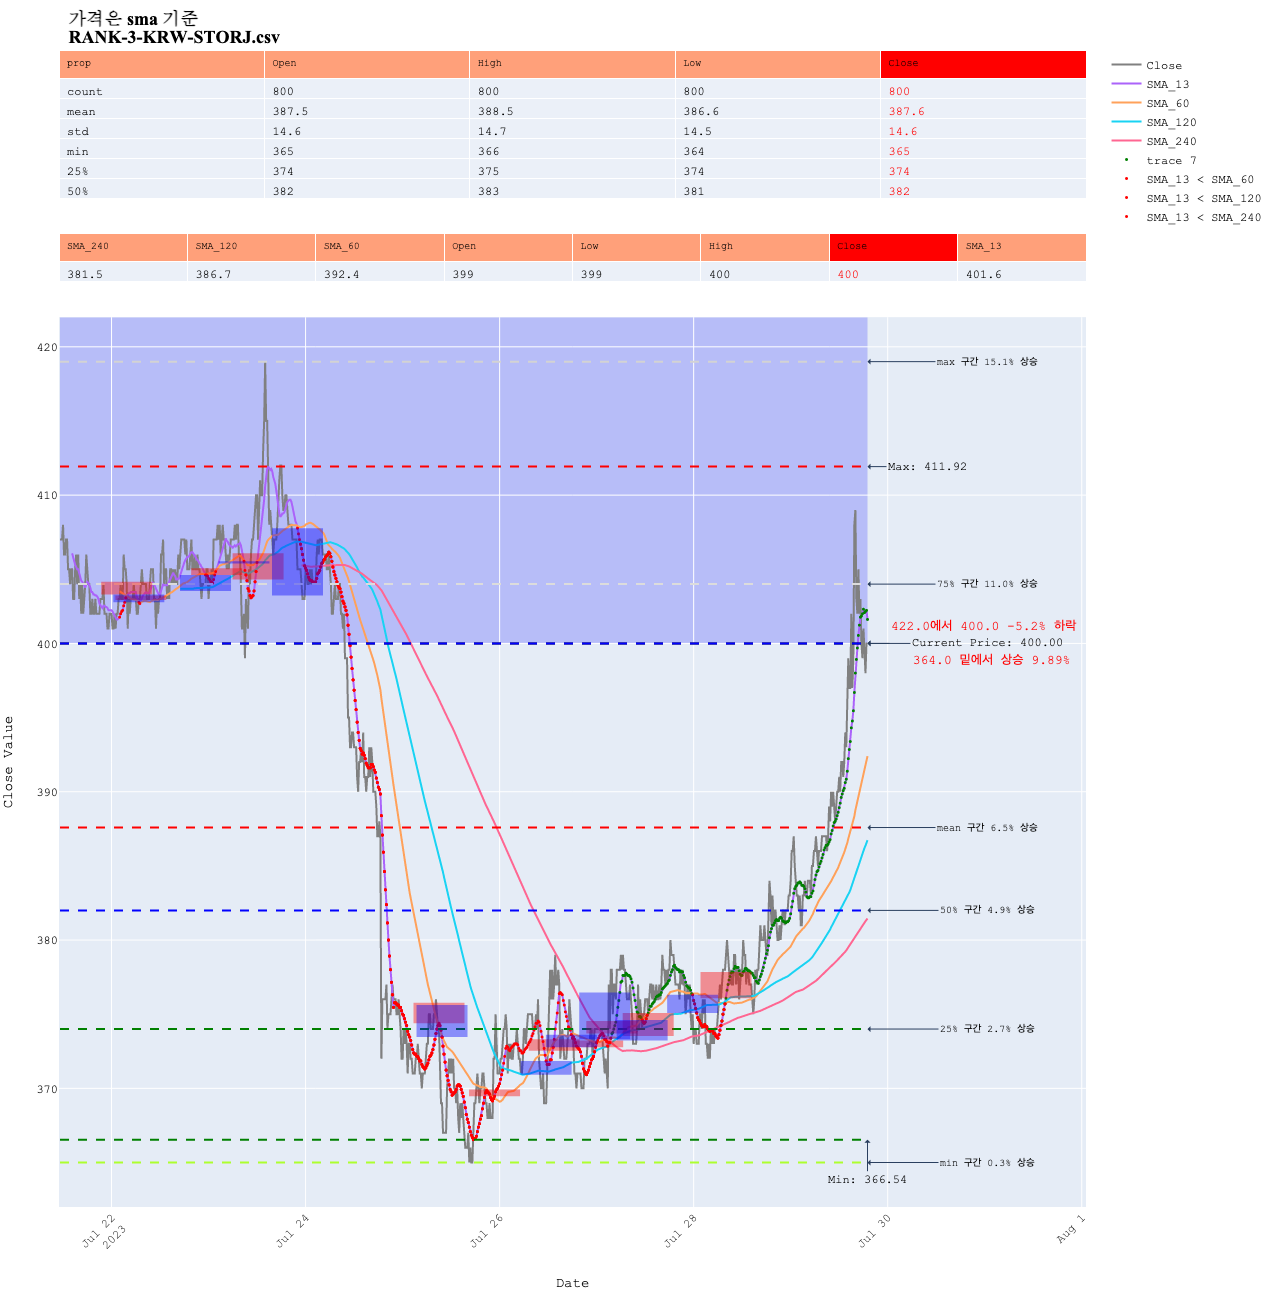 가격은 sma 기준
RANK-3-KRW-STORJ.csv
prop Open High Low Close
count 800 800 800 800
mean 387.5 388.5 386.6 387.6
std 14.6 14.7 14.5 14.6
min 365 366 364 365
25% 374 375 374 374
50% 382 383 381 382
Close
SMA_13
SMA_60
SMA_120
SMA_240
trace 7
SMA_13 < SMA_60
SMA_13 < SMA_120
SMA_13 < SMA_240
SMA_240 SMA_120 SMA_60 Open Low High Close SMA_13
381.5 386.7 392.4 399 399 400 400 401.6
420
410
400
390
380
370
Close Value
max 구간 15.1% 상승
Max: 411.92
75% 구간 11.0% 상승
422.0에서 400.0 -5.2% 하락
Current Price: 400.00
364.0 밑에서 상승 9.89%
mean 구간 6.5% 상승
50% 구간 4.9% 상승
25% 구간 2.7% 상승
min 구간 0.3% 상승
Min: 366.54
Jul 22
2023
Jul 24
Jul 26
Jul 28
Jul 30
Aug 1
Date